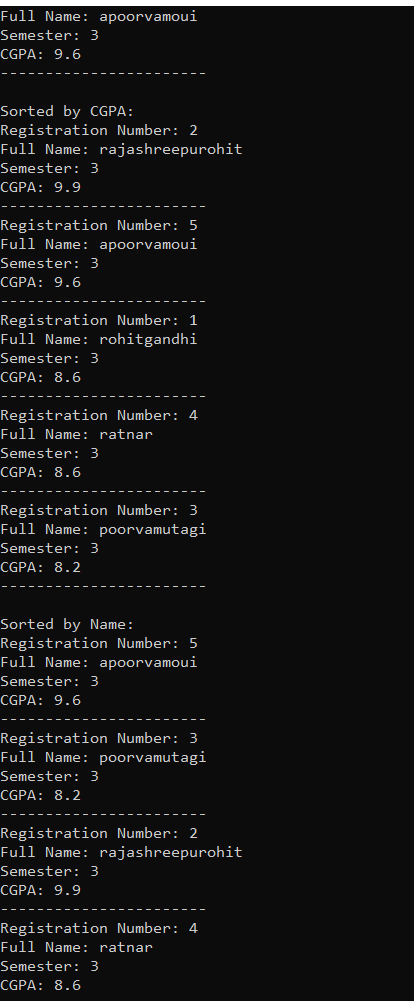 Full Name: apoorvamoui
Semester: 3
CGPA: 9.6
-----------------------
Sorted by CGPA:
Registration Number: 2
Full Name: rajashreepurohit
Semester: 3
CGPA: 9.9
-----------------------
Registration Number: 5
Full Name: apoorvamoui
Semester: 3
CGPA: 9.6
-----------------------
Registration Number: 1
Full Name: rohitgandhi
Semester: 3
CGPA: 8.6
-----------------------
Registration Number: 4
Full Name: ratnar
Semester: 3
CGPA: 8.6
-----------------------
Registration Number: 3
Full Name: poorvamutagi
Semester: 3
CGPA: 8.2
-----------------------
Sorted by Name:
Registration Number: 5
Full Name: apoorvamoui
Semester: 3
CGPA: 9.6
-----------------------
Registration Number: 3
Full Name: poorvamutagi
Semester: 3
CGPA: 8.2
-----------------------
Registration Number: 2
Full Name: rajashreepurohit
Semester: 3
CGPA: 9.9
-----------------------
Registration Number: 4
Full Name: ratnar
Semester: 3
CGPA: 8.6